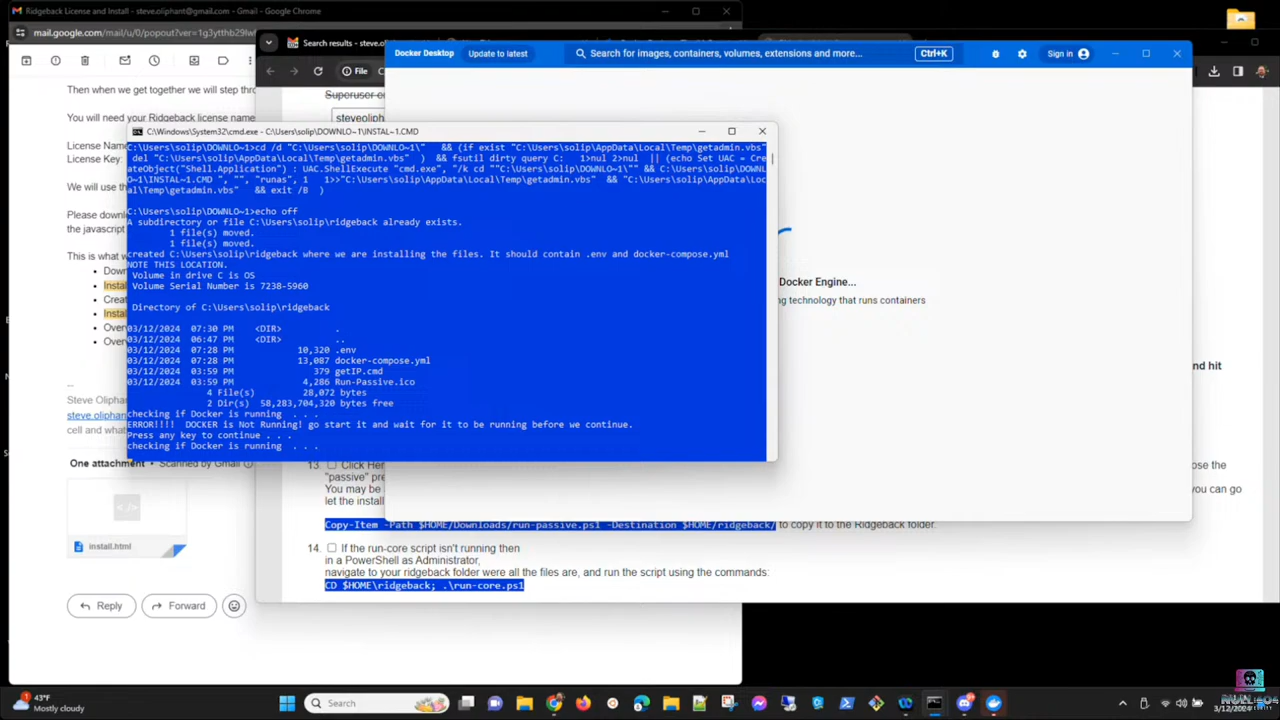 Ridgeback License and Install - steve.oliphant@gmail.com - Gmail - Google Chrome
mail.google.com/mail/u/0/popout?ver=1g3ythb29lwl
Then when we get together we will step thro
You will need your Ridgeback license nam
License Name
License Key:
We will use th
Please downl
the javascript
This is what w
Down
Install
Create
Install
Overv
Overv
--
Steve Oliphant
steve oliphar
cell and what
One attachment • Scanned by Gmail
install.html
Reply
Forward
Search results - steve.o
File
C
Superuser e
steveoliph
Docker Desktop
Update to latest
Search for images, containers, volumes, extensions and more...
Ctrl+K
Sign in
Docker Engine...
ng technology that runs containers
C:\Windows\System32\cmd.exe - C:\Users\solip\DOWNLO~1\INSTAL~1.CMD
C:\Users\solip\DOWNLO~1>cd /d "C:\Users\solip\DOWNLO~1\" && (if exist "C:\Users\solip\AppData\Local\Temp\getadmin.vbs"
del "C:\Users\solip\AppData\Local\Temp\getadmin.vbs" ) && fsutil dirty query C: 1>nul 2>nul || (echo Set UAC = Cre
ateObject("Shell.Application") : UAC.ShellExecute "cmd.exe", "/k cd ""C:\Users\solip\DOWNLO~1\"" && C:\Users\solip\DOWNL
O~1\INSTAL~1.CMD ", "", "runas", 1 1>>"C:\Users\solip\AppData\Local\Temp\getadmin.vbs" && "C:\Users\solip\AppData\Loc
al\Temp\getadmin.vbs" && exit /B )
C:\Users\solip\DOWNLO~1>echo off
A subdirectory or file C:\Users\solip\ridgeback already exists.
1 file(s) moved.
1 file(s) moved.
created C:\Users\solip\ridgeback where we are installing the files. It should contain .env and docker-compose.yml
NOTE THIS LOCATION.
Volume in drive C is OS
Volume Serial Number is 7238-5960
Directory of C:\Users\solip\ridgeback
03/12/2024 07:30 PM <DIR> .
03/12/2024 06:47 PM <DIR> ..
03/12/2024 07:28 PM 10,320 .env
03/12/2024 07:28 PM 13,087 docker-compose.yml
03/12/2024 03:59 PM 379 getIP.cmd
03/12/2024 03:59 PM 4,286 Run-Passive.ico
4 File(s) 28,072 bytes
2 Dir(s) 58,283,704,320 bytes free
checking if Docker is running . . .
ERROR!!!! DOCKER is Not Running! go start it and wait for it to be running before we continue.
Press any key to continue . . .
checking if Docker is running . . .
nd hit
13. Click Her
ose the
"passive" pre
You may be
you can go
let the install
Copy-Item -Path $HOME/Downloads/run-passive.ps1 -Destination $HOME/ridgeback/ to copy it to the Ridgeback folder.
14. If the run-core script isn't running then
in a PowerShell as Administrator,
navigate to your ridgeback folder were all the files are, and run the script using the commands:
CD $HOME\ridgeback; .\run-core.ps1
43°F
Mostly cloudy
Search
3/12/2024